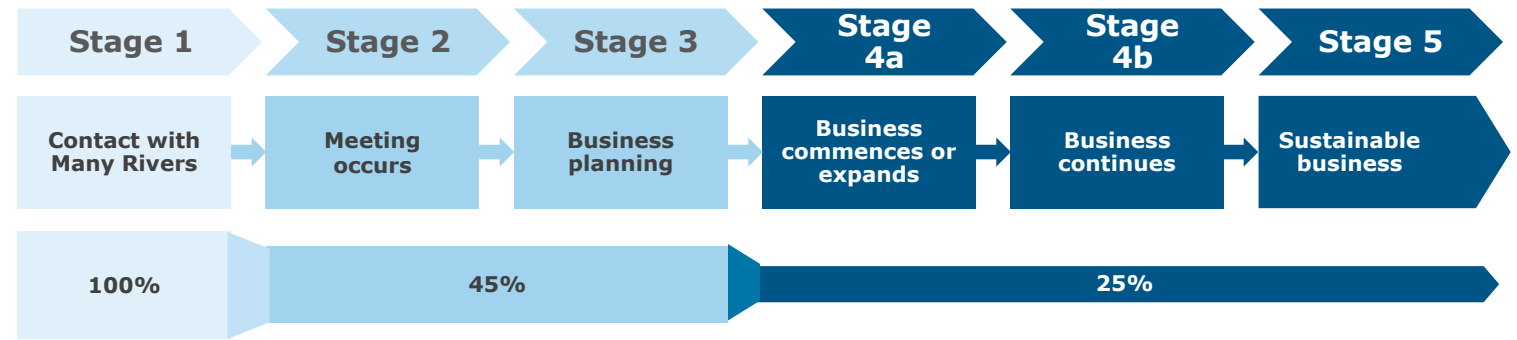 Stage 1
Stage 2
Stage 3
Stage
4a
Stage
4b
Stage 5
Contact with
Many Rivers
Meeting
occurs
Business
planning
Business
commences or
expands
Business
continues
Sustainable
business
100%
45%
25%